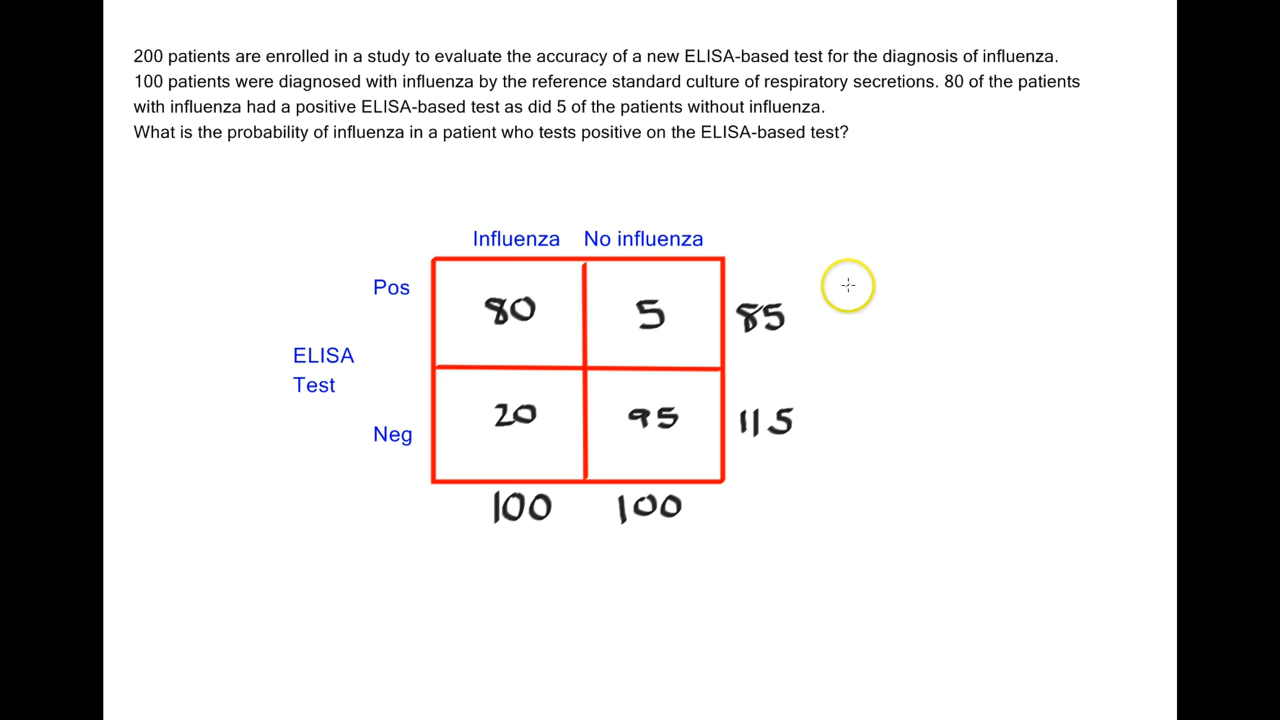 200 patients are enrolled in a study to evaluate the accuracy of a new ELISA-based test for the diagnosis of influenza.
100 patients were diagnosed with influenza by the reference standard culture of respiratory secretions. 80 of the patients
with influenza had a positive ELISA-based test as did 5 of the patients without influenza.
What is the probability of influenza in a patient who tests positive on the ELISA-based test?
Influenza No influenza
Pos 80 5 85
ELISA
Test
Neg 20 95 115
100 100